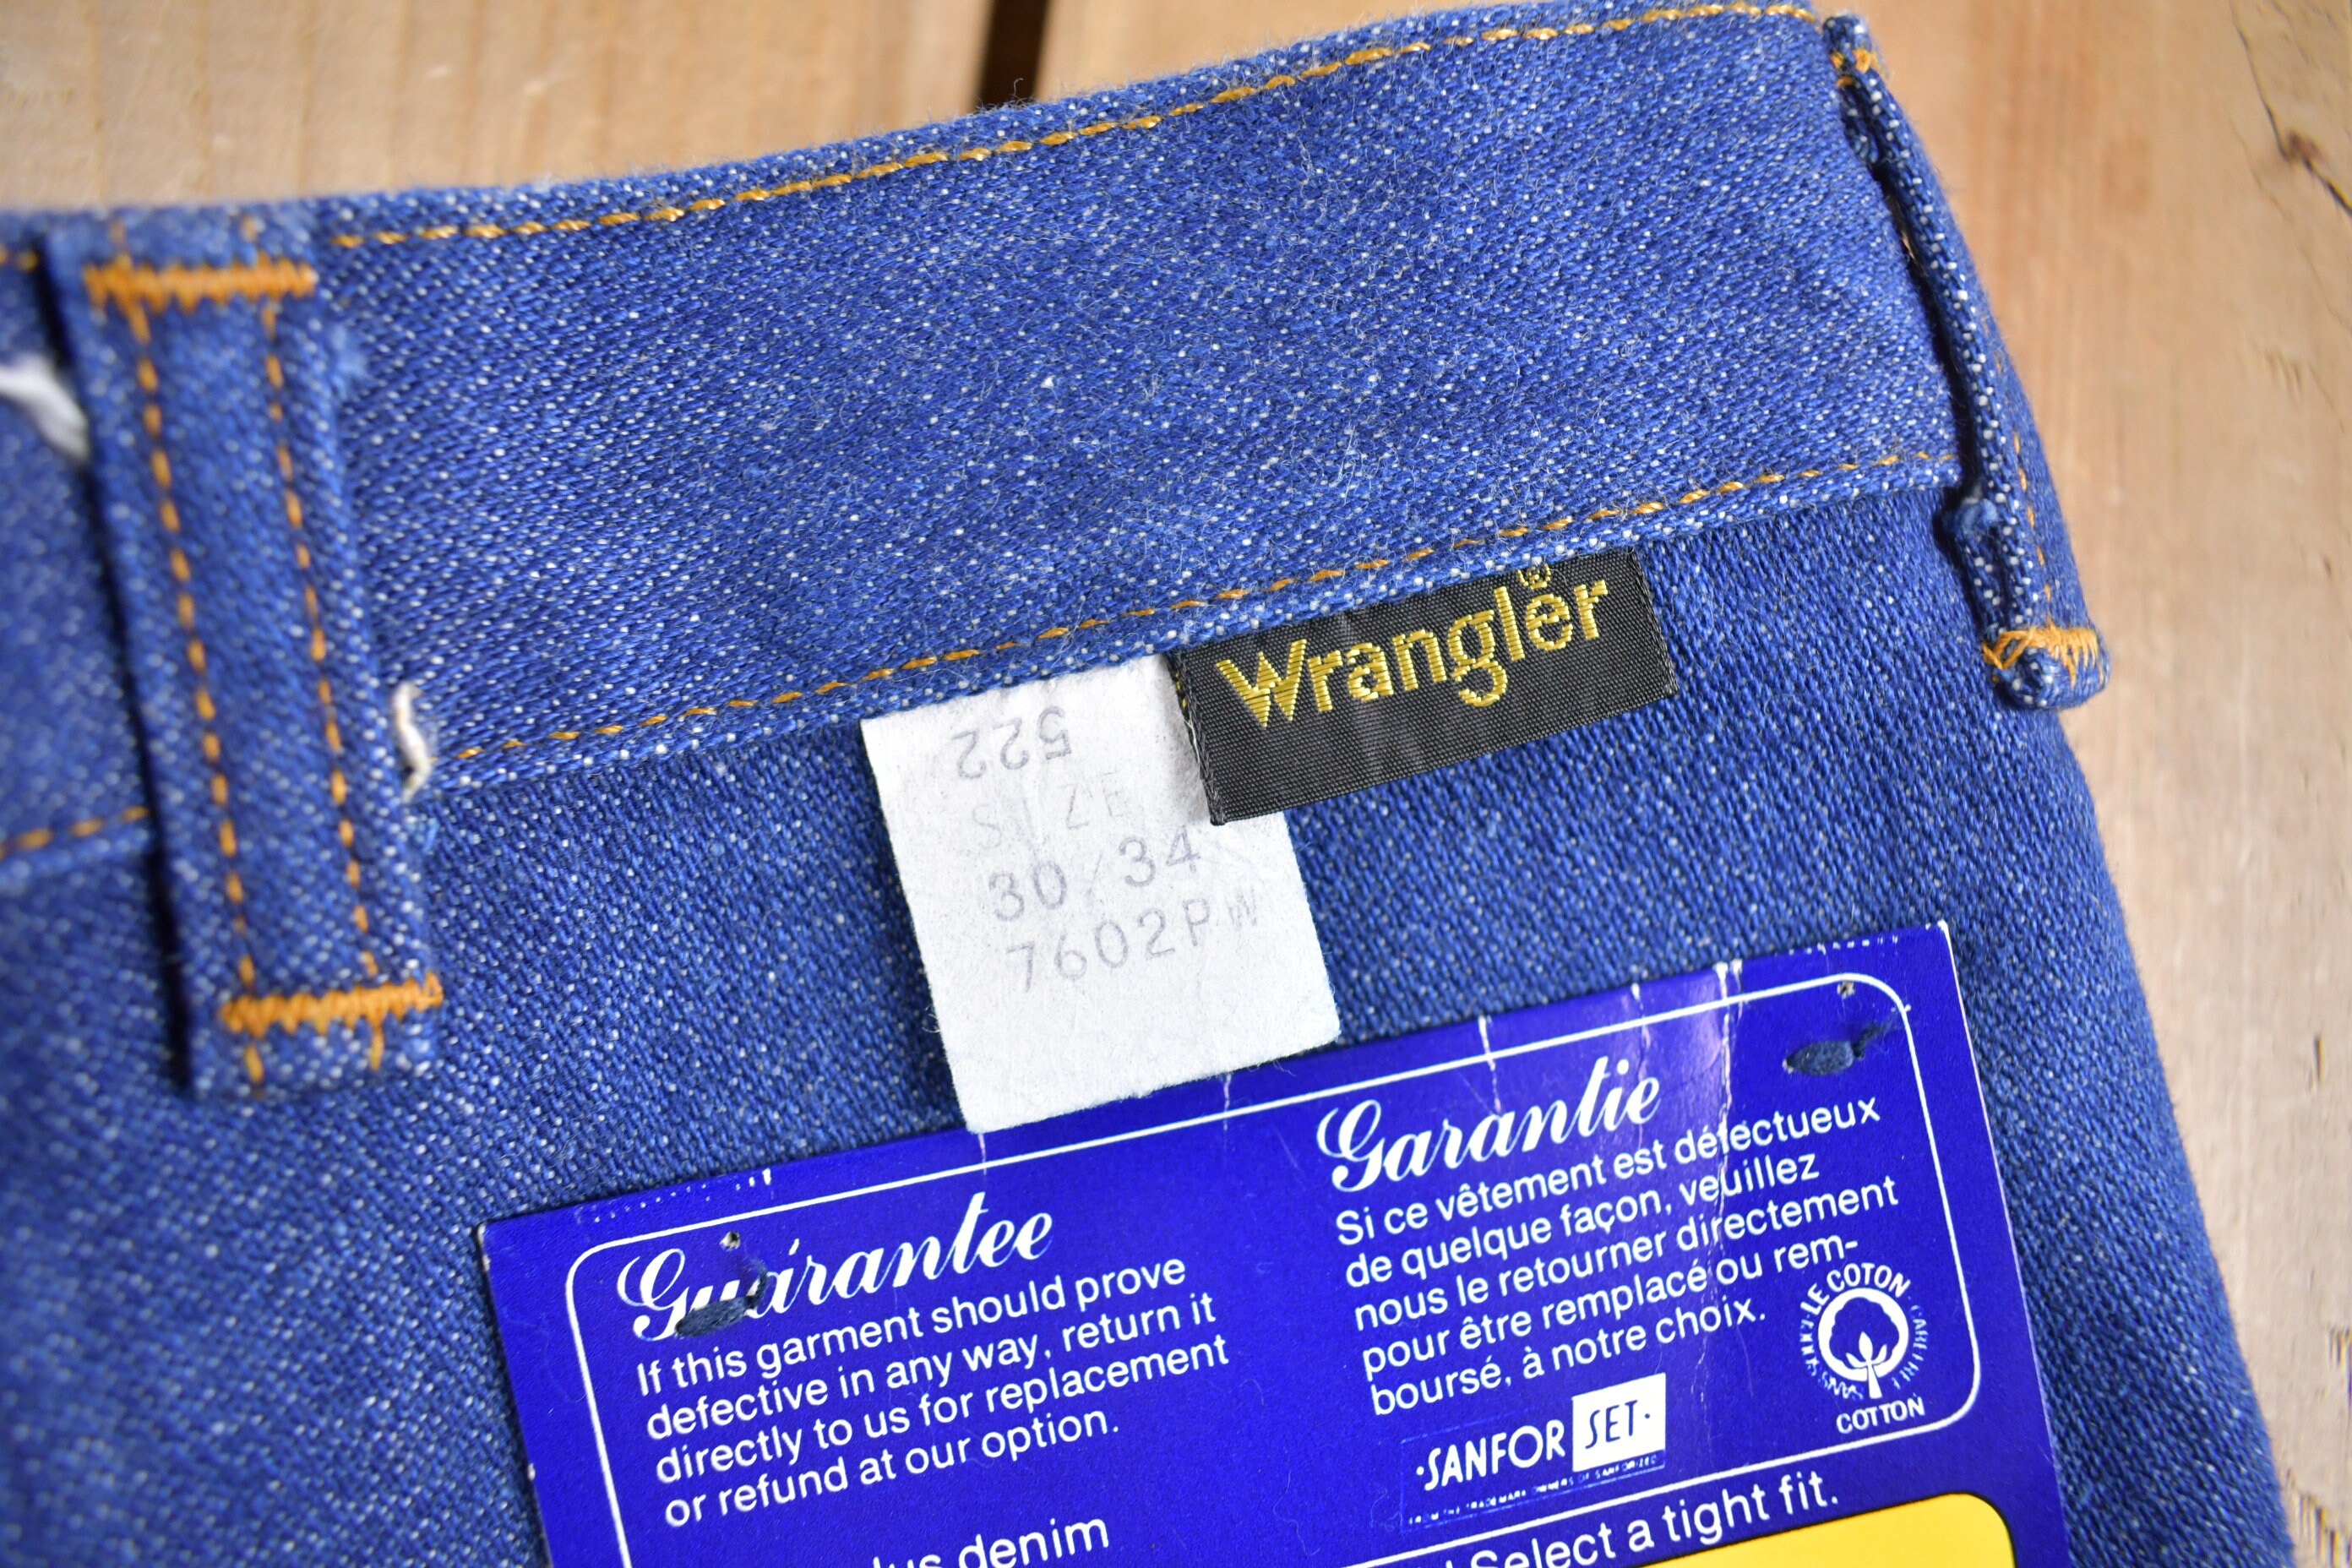 Wrangler
®
522
SIZE
30/34
7602PW
Guarantee
If this garment should prove
defective in any way, return it
directly to us for replacement
or refund at our option.
Garantie
Si ce vêtement est défectueux
de quelque façon, veuillez
nous le retourner directement
pour être remplacé ou rem-
boursé, à notre choix.
·SANFOR SET·
LE COTON
COTTON
denim
Select a tight fit.